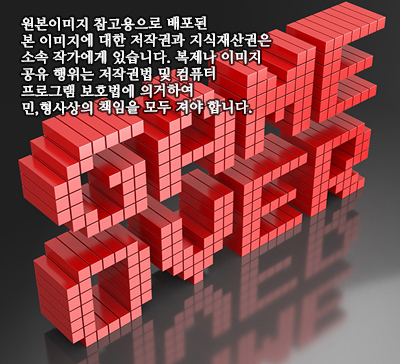 원본이미지 참고용으로 배포된
본 이미지에 대한 저작권과 지식재산권은
소속 작가에게 있습니다. 복제나 이미지
공유 행위는 저작권법 및 컴퓨터
프로그램 보호법에 의거하여
민,형사상의 책임을 모두 져야 합니다.
GAME
OVER